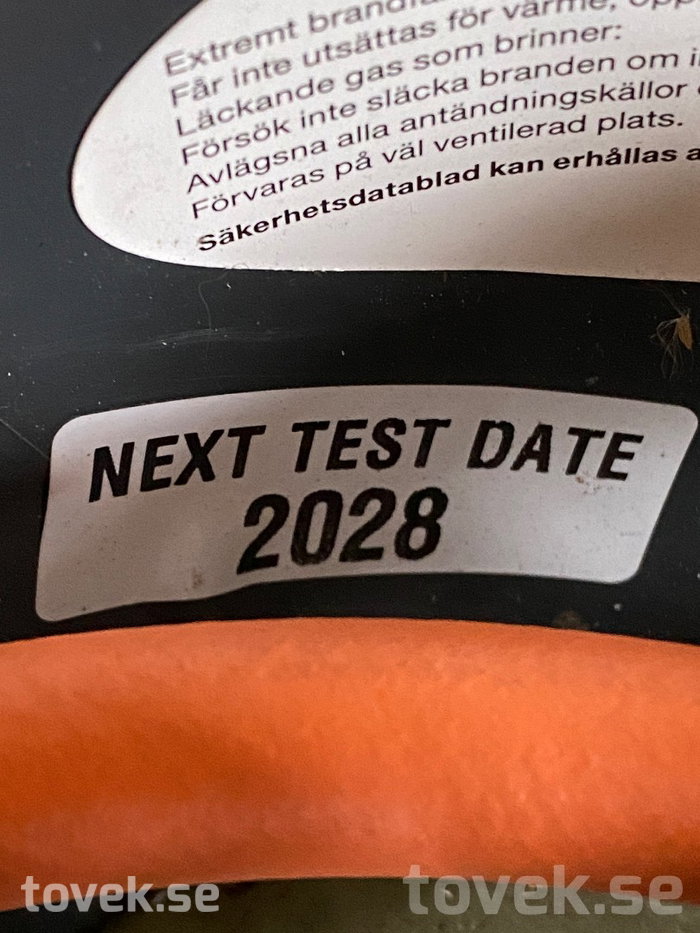 Extremt
Får inte utsättas för värme,
Läckande gas som brinner:
Försök inte släcka branden om
Avlägsna alla antändningskällor
Förvaras på väl ventilerad plats.
Säkerhetsdatablad kan erhållas
NEXT TEST DATE
2028
tovek.se
tovek.se